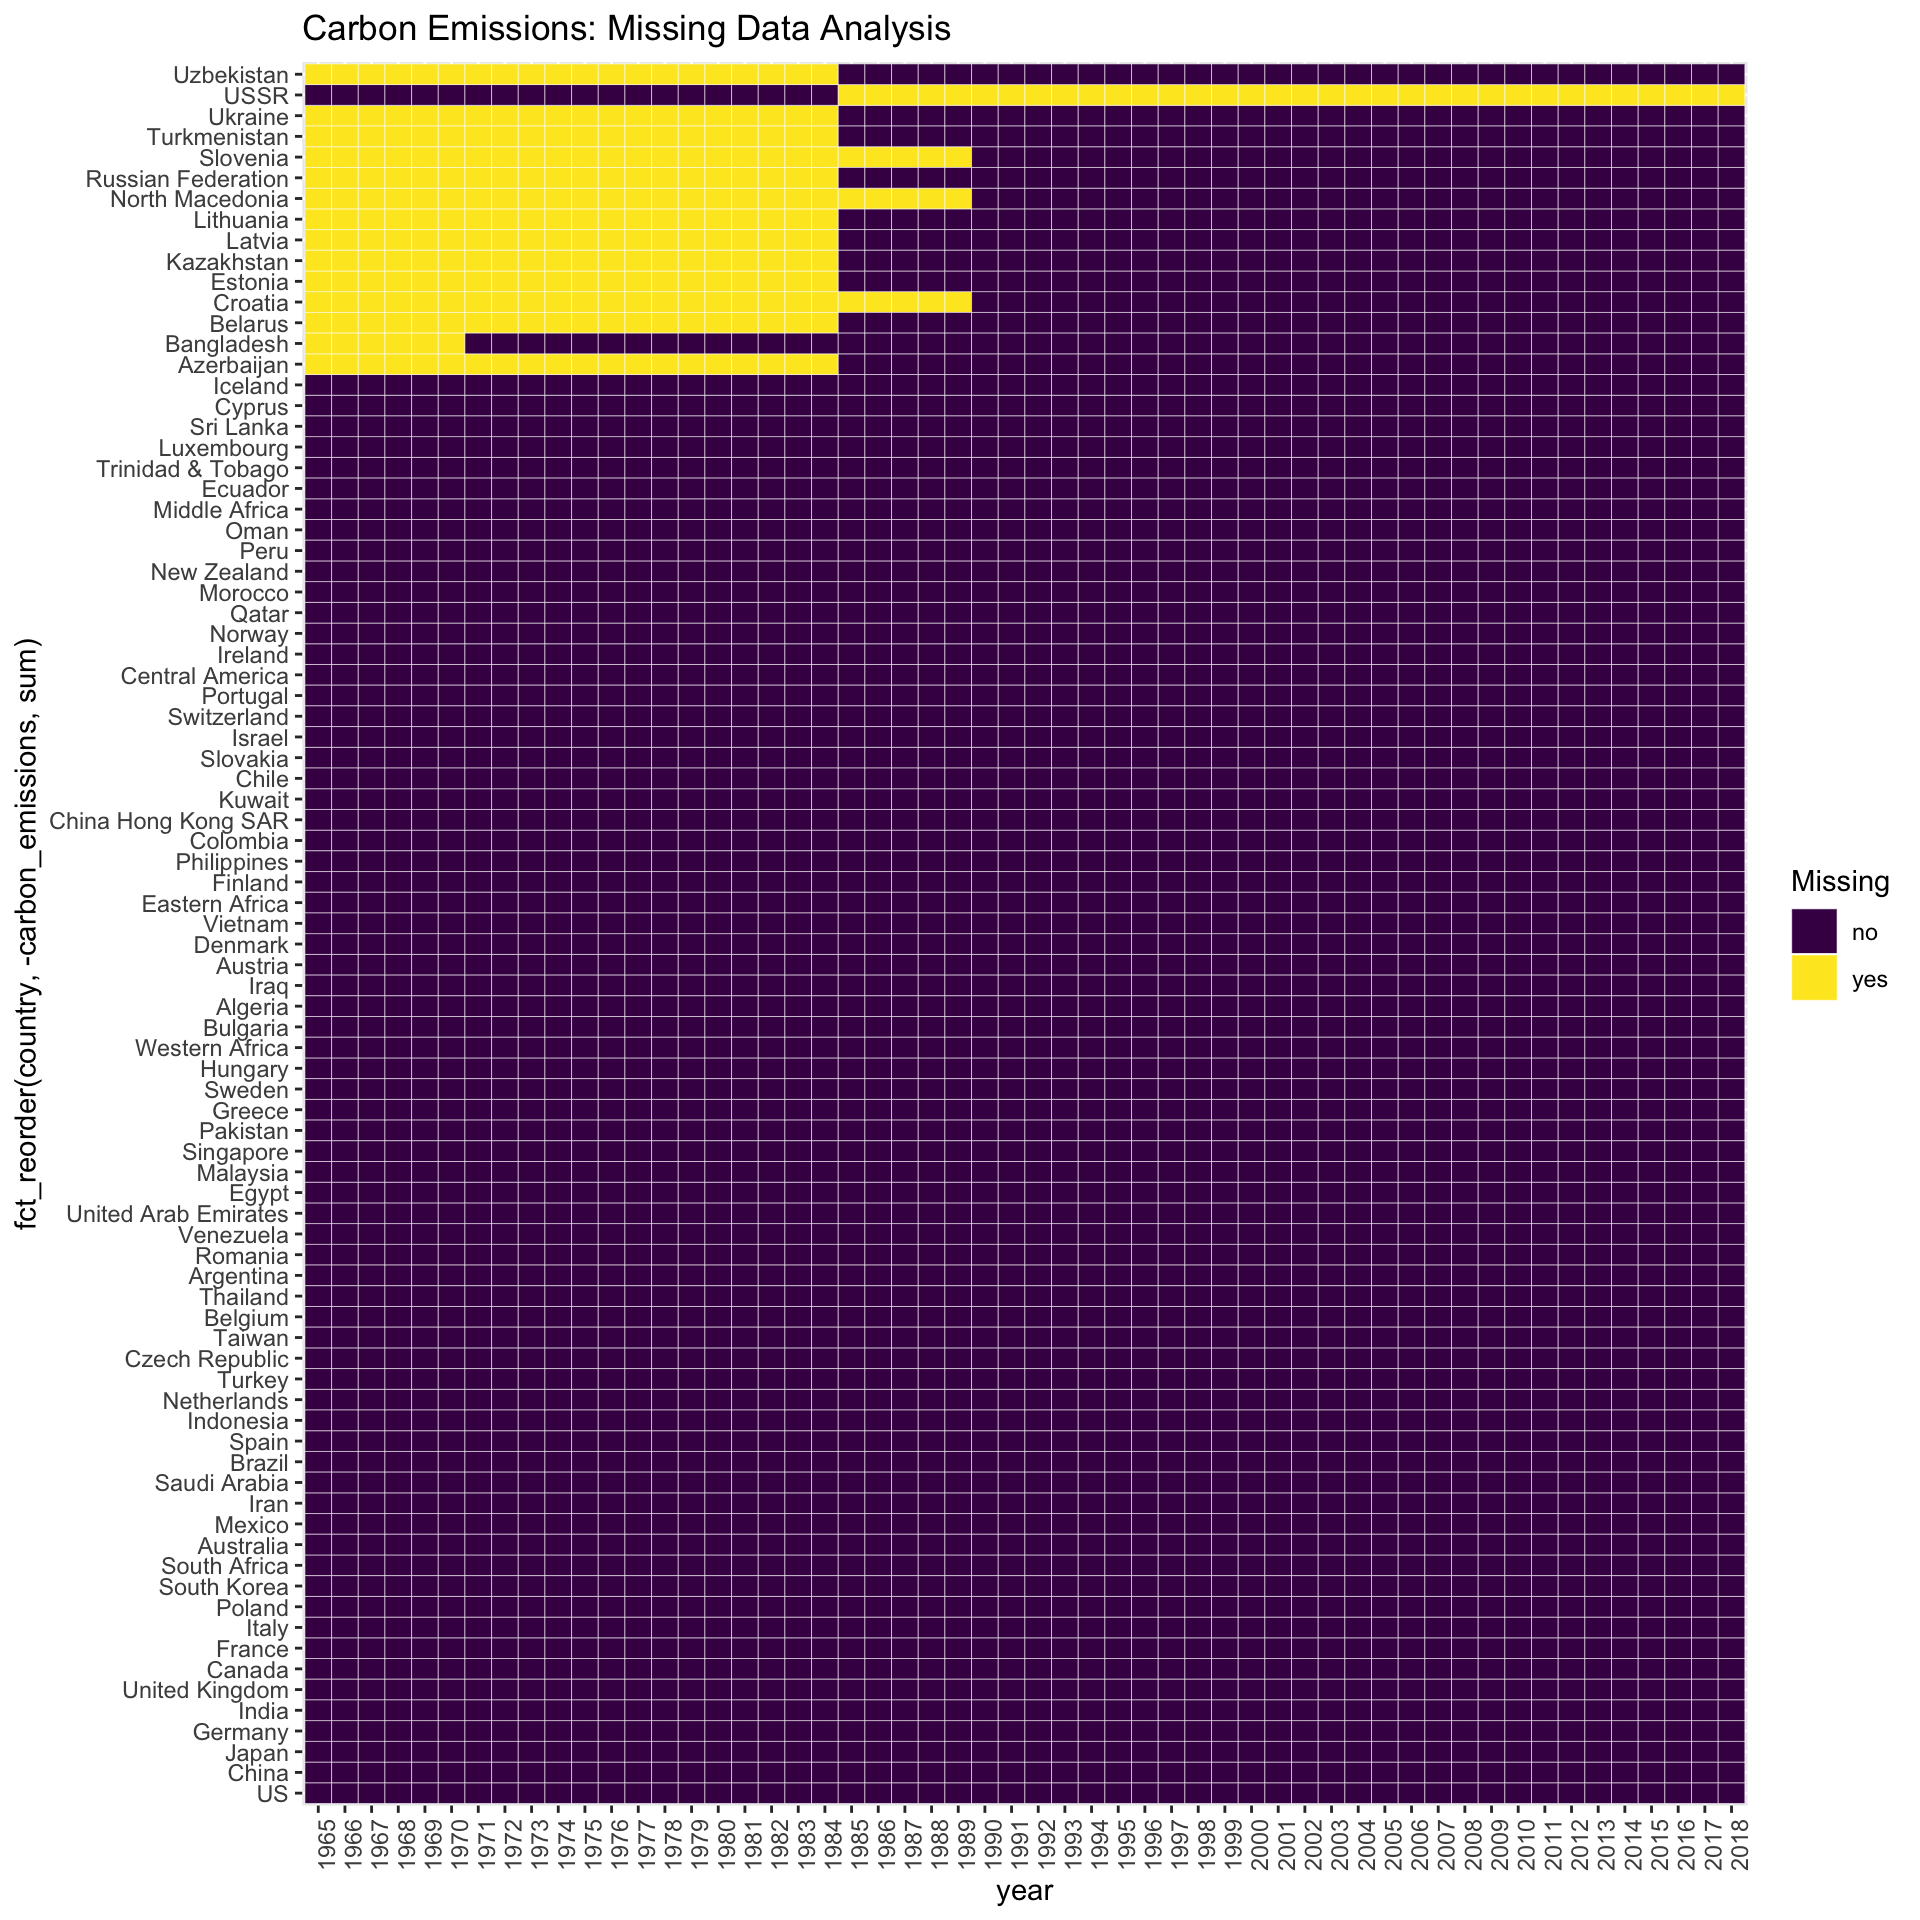 Carbon Emissions: Missing Data Analysis
fct_reorder(country, -carbon_emissions, sum)
Uzbekistan
USSR
Ukraine
Turkmenistan
Slovenia
Russian Federation
North Macedonia
Lithuania
Latvia
Kazakhstan
Estonia
Croatia
Belarus
Bangladesh
Azerbaijan
Iceland
Cyprus
Sri Lanka
Luxembourg
Trinidad & Tobago
Ecuador
Middle Africa
Oman
Peru
New Zealand
Morocco
Qatar
Norway
Ireland
Central America
Portugal
Switzerland
Israel
Slovakia
Chile
Kuwait
China Hong Kong SAR
Colombia
Philippines
Finland
Eastern Africa
Vietnam
Denmark
Austria
Iraq
Algeria
Bulgaria
Western Africa
Hungary
Sweden
Greece
Pakistan
Singapore
Malaysia
Egypt
United Arab Emirates
Venezuela
Romania
Argentina
Thailand
Belgium
Taiwan
Czech Republic
Turkey
Netherlands
Indonesia
Spain
Brazil
Saudi Arabia
Iran
Mexico
Australia
South Africa
South Korea
Poland
Italy
France
Canada
United Kingdom
India
Germany
Japan
China
US
1965
1966
1967
1968
1969
1970
1971
1972
1973
1974
1975
1976
1977
1978
1979
1980
1981
1982
1983
1984
1985
1986
1987
1988
1989
1990
1991
1992
1993
1994
1995
1996
1997
1998
1999
2000
2001
2002
2003
2004
2005
2006
2007
2008
2009
2010
2011
2012
2013
2014
2015
2016
2017
2018
year
Missing
no
yes